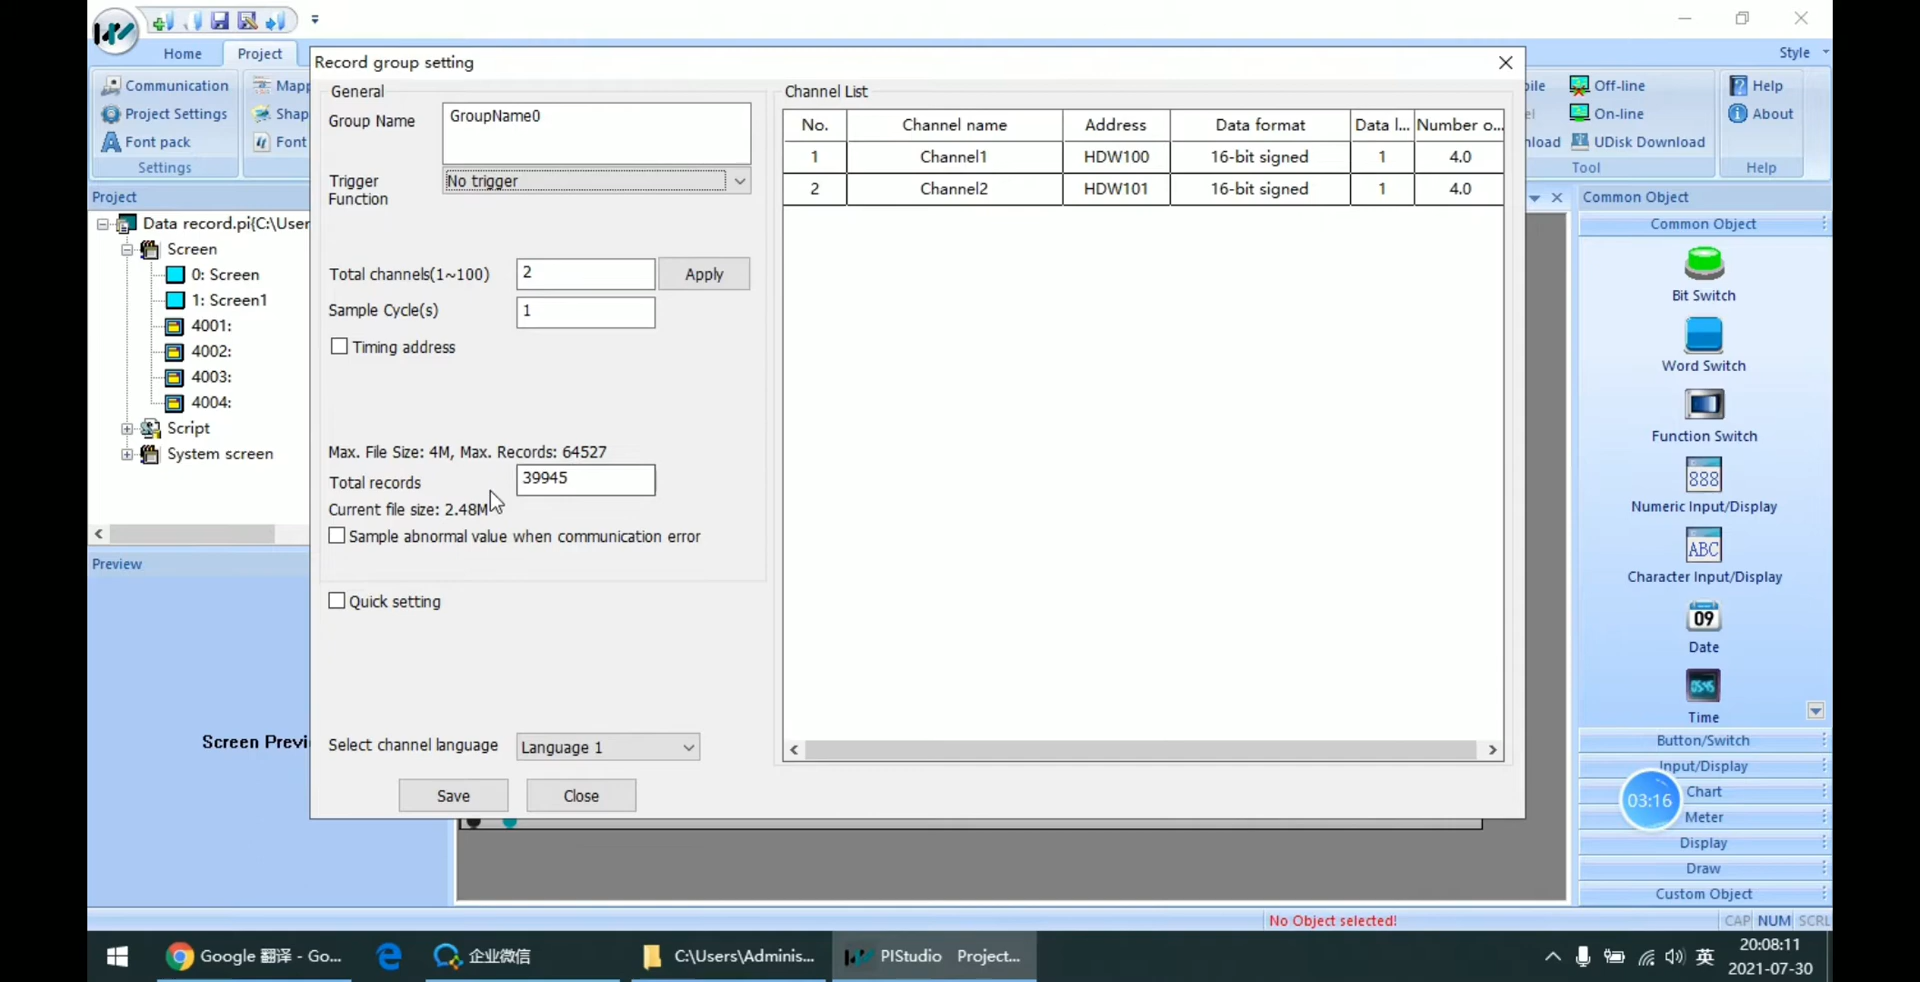 Home
Project
Style
Communication
Mapp
Project Settings
Shap
Font pack
Font
Settings
Off-line
On-line
UDisk Download
Tool
Help
About
Help
Project
Data record.pi{C:\User
Screen
0: Screen
1: Screen1
4001:
4002:
4003:
4004:
Script
System screen
Preview
Screen Previ
Record group setting
General
Group Name
GroupName0
Trigger
Function
No trigger
Total channels(1~100)
2
Apply
Sample Cycle(s)
1
Timing address
Max. File Size: 4M, Max. Records: 64527
Total records
39945
Current file size: 2.48M
Sample abnormal value when communication error
Quick setting
Select channel language
Language 1
Save
Close
Channel List
No. Channel name Address Data format Data l... Number o...
1 Channel1 HDW100 16-bit signed 1 4.0
2 Channel2 HDW101 16-bit signed 1 4.0
Common Object
Common Object
Bit Switch
Word Switch
Function Switch
888
Numeric Input/Display
ABC
Character Input/Display
09
Date
05:45
Time
Button/Switch
Input/Display
Chart
03:16
Meter
Display
Draw
Custom Object
No Object selected!
CAP NUM SCRL
Google 翻译 - Go...
企业微信
C:\Users\Adminis...
PIStudio Project...
英
20:08:11
2021-07-30